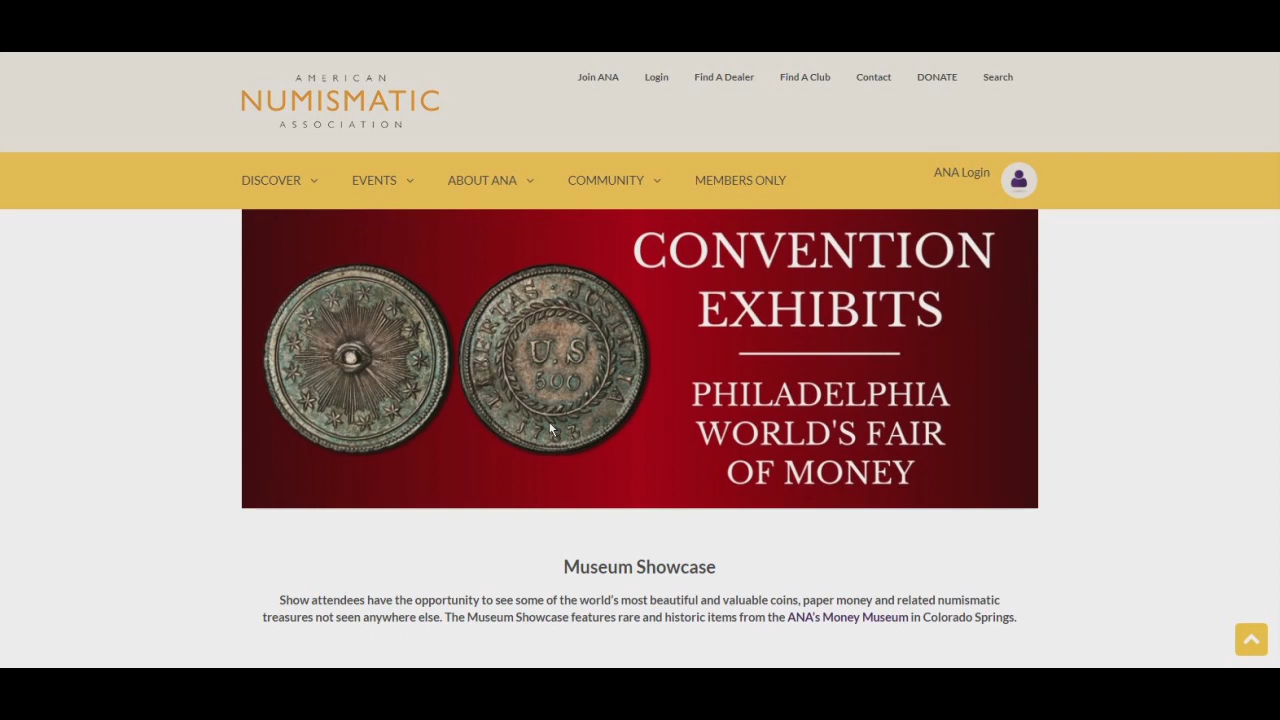 AMERICAN
NUMISMATIC
ASSOCIATION
Join ANA Login Find A Dealer Find A Club Contact DONATE Search
DISCOVER EVENTS ABOUT ANA COMMUNITY MEMBERS ONLY ANA Login
CONVENTION
EXHIBITS
PHILADELPHIA
WORLD'S FAIR
OF MONEY
LIBERTAS · JUSTITIA
U.S
500
1783
Museum Showcase
Show attendees have the opportunity to see some of the world's most beautiful and valuable coins, paper money and related numismatic
treasures not seen anywhere else. The Museum Showcase features rare and historic items from the ANA's Money Museum in Colorado Springs.